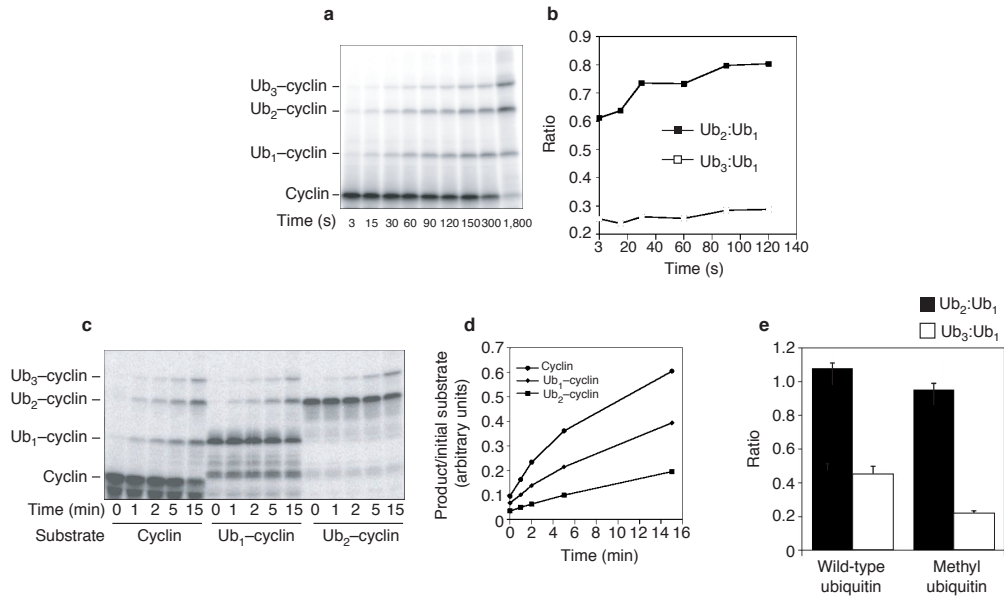 a
Ub3–cyclin
Ub2–cyclin
Ub1–cyclin
Cyclin
Time (s) 3 15 30 60 90 120 150 300 1,800
b
0.9
0.8
0.7
0.6
0.5
0.4
0.3
0.2
Ratio
Ub2:Ub1
Ub3:Ub1
3 20 40 60 80 100 120 140
Time (s)
c
Ub3–cyclin
Ub2–cyclin
Ub1–cyclin
Cyclin
Time (min) 0 1 2 5 15 0 1 2 5 15 0 1 2 5 15
Substrate Cyclin Ub1–cyclin Ub2–cyclin
d
0.7
0.6
0.5
0.4
0.3
0.2
0.1
0
Product/initial substrate
(arbitrary units)
Cyclin
Ub1–cyclin
Ub2–cyclin
0 2 4 6 8 10 12 14 16
Time (min)
Ub2:Ub1
Ub3:Ub1
e
1.2
1.0
0.8
0.6
0.4
0.2
0
Ratio
Wild-type
ubiquitin
Methyl
ubiquitin